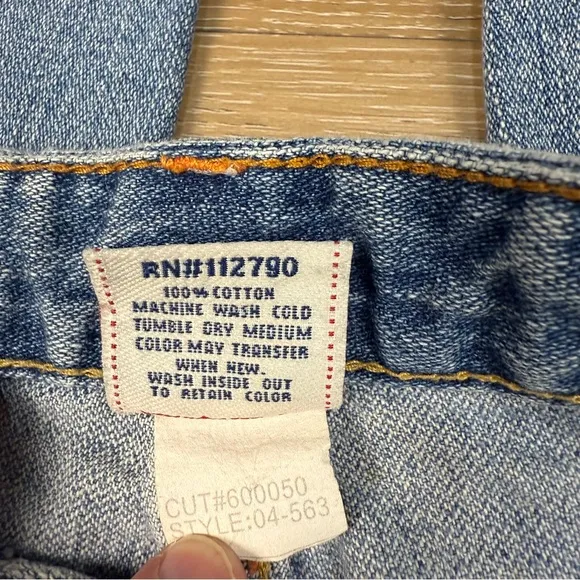 RN#112790
100% COTTON
MACHINE WASH COLD
TUMBLE DRY MEDIUM
COLOR MAY TRANSFER
WHEN NEW.
WASH INSIDE OUT
TO RETAIN COLOR
CUT#600050
STYLE:04-563